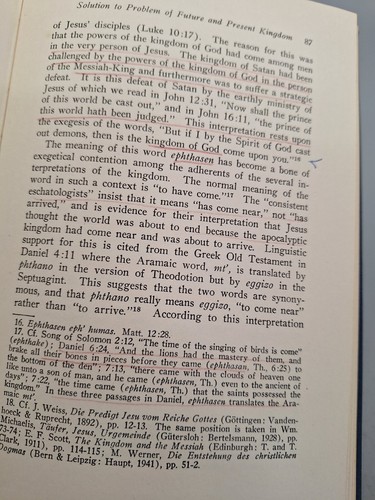 Solution to Problem of Future and Present Kingdom 87
of Jesus' disciples (Luke 10:17). The reason for this was
that the powers of the kingdom of God had come among men
in the very person of Jesus. The kingdom of Satan had been
challenged by the powers of the kingdom of God in the person
of the Messiah-King and furthermore was to suffer a strategic
defeat. It is this defeat of Satan by the earthly ministry of
Jesus of which we read in John 12:31, "Now shall the prince
of this world be cast out," and in John 16:11, "the prince of
this world hath been judged." This interpretation rests upon
the exegesis of the words, "But if I by the Spirit of God cast
out demons, then is the kingdom of God come upon you."16
The meaning of this word ephthasen has become a bone of
exegetical contention among the adherents of the several in-
terpretations of the kingdom. The normal meaning of the
word in such a context is "to have come."17 The "consistent
eschatologists" insist that it means "has come near," not "has
arrived," and is evidence for their interpretation that Jesus
thought the world was about to end because the apocalyptic
kingdom had come near and was about to arrive. Linguistic
support for this is cited from the Greek Old Testament in
Daniel 4:11 where the Aramaic word, mt', is translated by
phthano in the version of Theodotion but by eggizo in the
Septuagint. This suggests that the two words are synony-
mous, and that phthano really means eggizo, "to come near"
rather than "to arrive."18 According to this interpretation
16. Ephthasen eph' humas. Matt. 12:28.
17. Cf. Song of Solomon 2:12, "The time of the singing of birds is come"
(ephthake); Daniel 6:24, "And the lions had the mastery of them, and
brake all their bones in pieces before they came (ephthasan, Th., 6:25) to
the bottom of the den"; 7:13, "there came with the clouds of heaven one
like unto a son of man, and he came (ephthasen, Th.) even to the ancient of
days"; 7:22, "the time came (ephthasen, Th.) that the saints possessed the
kingdom." In these three passages in Daniel, ephthasen translates the Ara-
maic mt'.
18. Cf. J. Weiss, Die Predigt Jesu vom Reiche Gottes (Göttingen: Vanden-
hoeck & Ruprecht, 1892), pp. 12-13. The same position is taken in Wm.
Michaelis, Täufer, Jesus, Urgemeinde (Gütersloh: Bertelsmann, 1928), pp.
73-74; E. F. Scott, The Kingdom and the Messiah (Edinburgh: T. and T.
Clark, 1911), pp. 114-115; M. Werner, Die Entstehung des christlichen
Dogmas (Bern & Leipzig: Haupt, 1941), pp. 51-2.